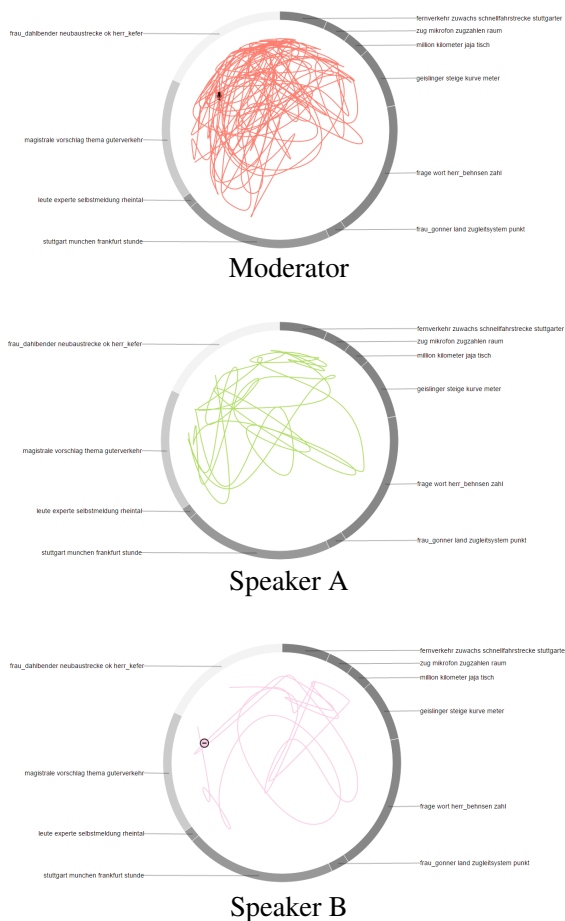 fernverkehr zuwachs schnellfahrstrecke stuttgarter
zug mikrofon zugzahlen raum
frau_dahlbender neubaustrecke ok herr_kefer
million kilometer jaja tisch
geislinger steige kurve meter
magistrale vorschlag thema guterverkehr
frage wort herr_behnsen zahl
leute experte selbstmeldung rheintal
frau_gonner land zugleitsystem punkt
stuttgart munchen frankfurt stunde
Moderator
fernverkehr zuwachs schnellfahrstrecke stuttgarter
zug mikrofon zugzahlen raum
frau_dahlbender neubaustrecke ok herr_kefer
million kilometer jaja tisch
geislinger steige kurve meter
magistrale vorschlag thema guterverkehr
frage wort herr_behnsen zahl
leute experte selbstmeldung rheintal
frau_gonner land zugleitsystem punkt
stuttgart munchen frankfurt stunde
Speaker A
fernverkehr zuwachs schnellfahrstrecke stuttgarte
zug mikrofon zugzahlen raum
frau_dahlbender neubaustrecke ok herr_kefer
million kilometer jaja tisch
geislinger steige kurve meter
magistrale vorschlag thema guterverkehr
frage wort herr_behnsen zahl
leute experte selbstmeldung rheintal
frau_gonner land zugleitsystem punkt
stuttgart munchen frankfurt stunde
Speaker B